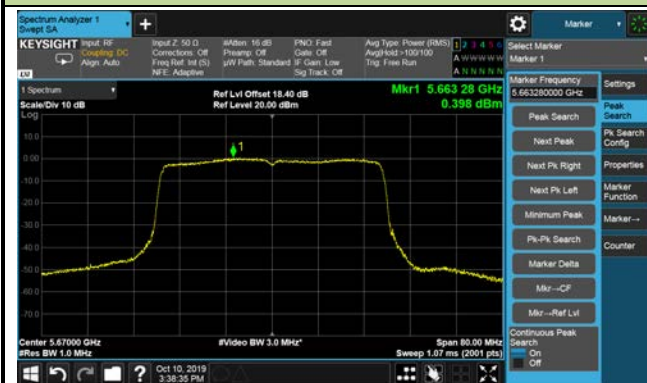 Spectrum Analyzer 1
Swept SA
+
Marker
KEYSIGHT
Input: RF
Coupling: DC
Align: Auto
Input Z: 50 Ω
Corrections: Off
Freq Ref: Int (S)
NFE: Adaptive
#Atten: 16 dB
Preamp: Off
µW Path: Standard
PNO: Fast
Gate: Off
IF Gain: Low
Sig Track: Off
Avg Type: Power (RMS)
Avg|Hold: >100/100
Trig: Free Run
1 2 3 4 5 6
A W W W W W
A N N N N N
Select Marker
Marker 1
LXI
1 Spectrum
Scale/Div 10 dB
Log
Ref Lvl Offset 18.40 dB
Ref Level 20.00 dBm
Mkr1 5.663 28 GHz
0.398 dBm
Marker Frequency
5.663280000 GHz
Settings
Peak Search
Peak Search
Next Peak
Pk Search Config
Next Pk Right
Properties
Next Pk Left
Marker Function
Minimum Peak
Marker→
Pk-Pk Search
Counter
Marker Delta
Mkr→CF
Mkr→Ref Lvl
Continuous Peak Search
On
Off
10.0
0.00
-10.0
-20.0
-30.0
-40.0
-50.0
-60.0
-70.0
1
Center 5.67000 GHz
#Video BW 3.0 MHz*
Span 80.00 MHz
#Res BW 1.0 MHz
Sweep 1.07 ms (2001 pts)
?
Oct 10, 2019
3:38:35 PM